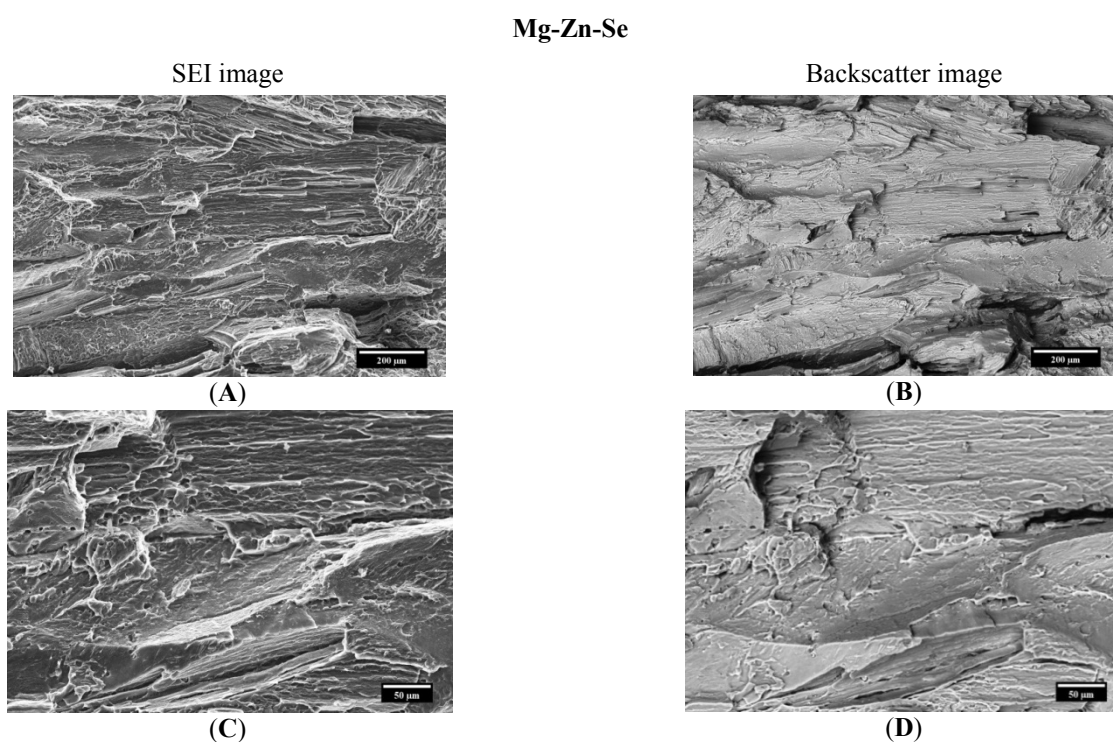 Mg-Zn-Se
SEI image
Backscatter image
200 µm
200 µm
(A)
(B)
50 µm
50 µm
(C)
(D)